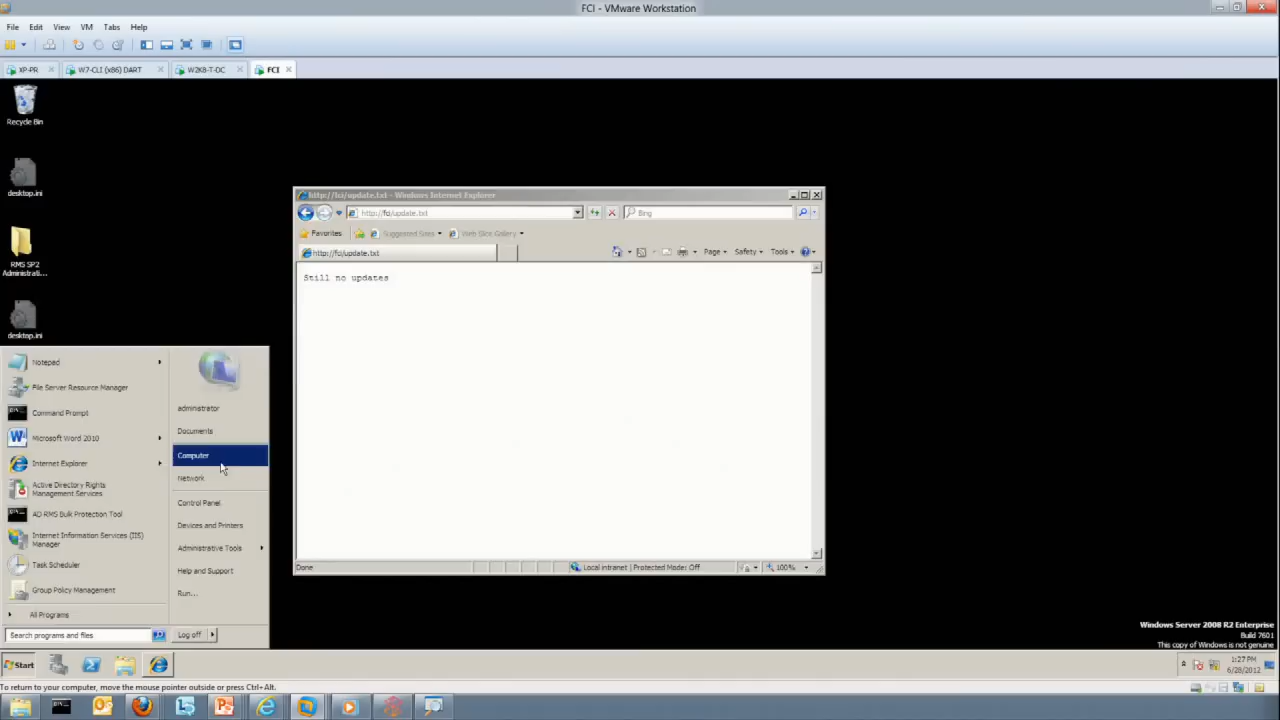 FCI - VMware Workstation
File Edit View VM Tabs Help
XP-PR W7-CLI (x86) DART W2K8-T-DC FCI
Recycle Bin
desktop.ini
RMS SP2
Administrati...
desktop.ini
http://fci/update.txt - Windows Internet Explorer
http://fci/update.txt Bing
Favorites Suggested Sites Web Slice Gallery
http://fci/update.txt Page Safety Tools
Still no updates
Done Local intranet | Protected Mode: Off 100%
Notepad
File Server Resource Manager
Command Prompt
Microsoft Word 2010
Internet Explorer
Active Directory Rights
Management Services
AD RMS Bulk Protection Tool
Internet Information Services (IIS)
Manager
Task Scheduler
Group Policy Management
All Programs
Search programs and files
administrator
Documents
Computer
Network
Control Panel
Devices and Printers
Administrative Tools
Help and Support
Run...
Log off
Windows Server 2008 R2 Enterprise
Build 7601
This copy of Windows is not genuine
Start
1:27 PM
6/28/2012
To return to your computer, move the mouse pointer outside or press Ctrl+Alt.